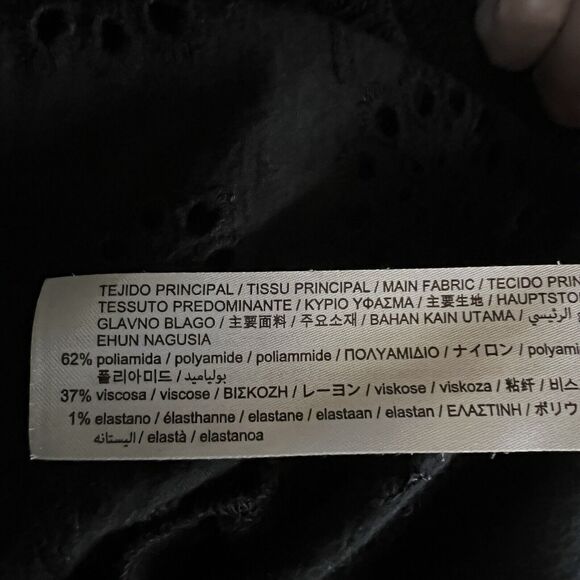 TEJIDO PRINCIPAL / TISSU PRINCIPAL / MAIN FABRIC / TECIDO PRIN
TESSUTO PREDOMINANTE / ΚΥΡΙΟ ΥΦΑΣΜΑ / 主要生地 / HAUPTSTO
GLAVNO BLAGO / 主要面料 / 주요소재 / BAHAN KAIN UTAMA / الرئيسي
EHUN NAGUSIA
62% poliamida / polyamide / poliammide / ΠΟΛΥΑΜΙΔΙΟ / ナイロン / polyami
폴리아미드 / بولياميد
37% viscosa / viscose / ΒΙΣΚΟΖΗ / レーヨン / viskose / viskoza / 粘纤 / 비스
1% elastano / élasthanne / elastane / elastaan / elastan / ΕΛΑΣΤΙΝΗ / ポリウ
اليستانه / elastà / elastanoa